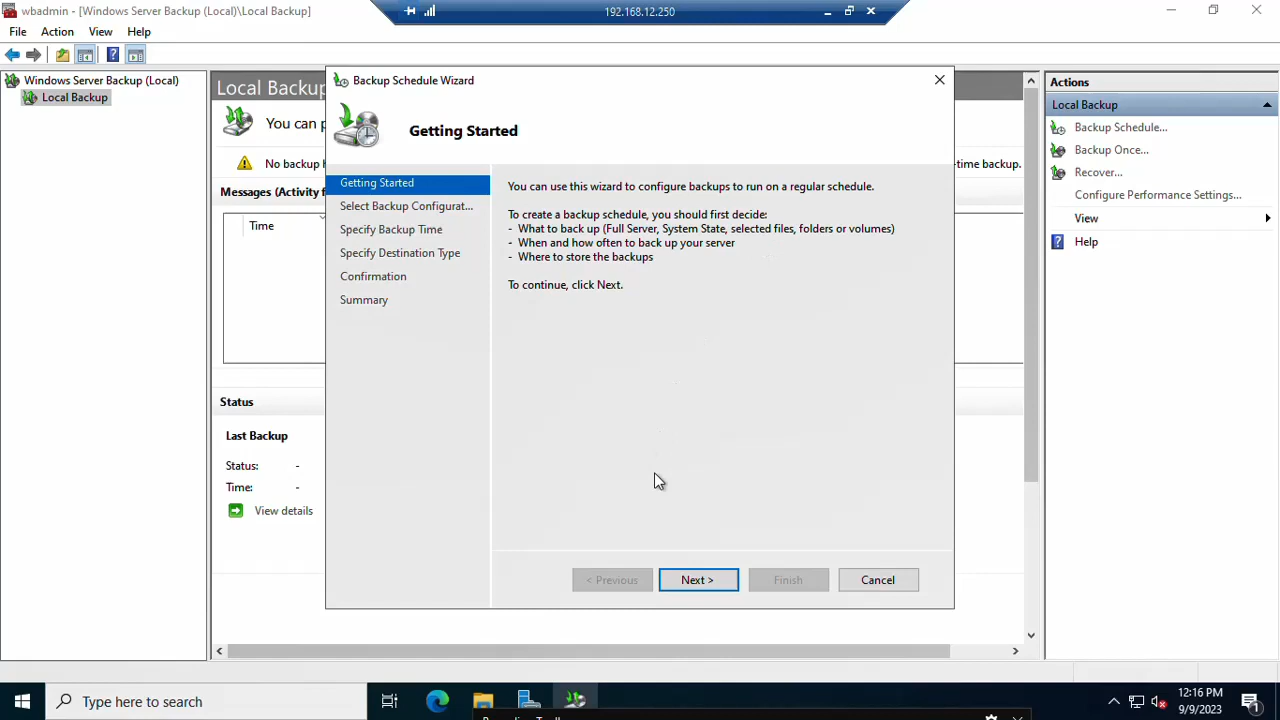 wbadmin - [Windows Server Backup (Local)\Local Backup]
192.168.12.250
File Action View Help
Windows Server Backup (Local)
Local Backup
Local Backup
You can
No backup
-time backup.
Messages (Activity
Time
Status
Last Backup
Status: -
Time: -
View details
Backup Schedule Wizard
Getting Started
Getting Started
Select Backup Configurat...
Specify Backup Time
Specify Destination Type
Confirmation
Summary
You can use this wizard to configure backups to run on a regular schedule.
To create a backup schedule, you should first decide:
- What to back up (Full Server, System State, selected files, folders or volumes)
- When and how often to back up your server
- Where to store the backups
To continue, click Next.
< Previous
Next >
Finish
Cancel
Actions
Local Backup
Backup Schedule...
Backup Once...
Recover...
Configure Performance Settings...
View
Help
Type here to search
12:16 PM
9/9/2023
1